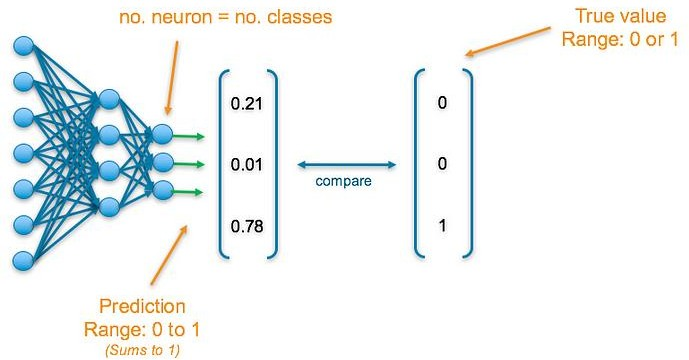 no. neuron = no. classes
True value
Range: 0 or 1
0.21
0
0.01
compare
0
0.78
1
Prediction
Range: 0 to 1
(Sums to 1)